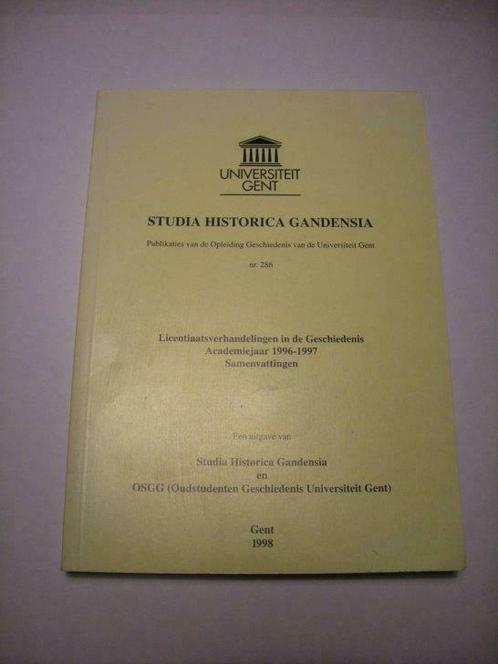 UNIVERSITEIT
GENT
STUDIA HISTORICA GANDENSIA
Publikaties van de Opleiding Geschiedenis van de Universiteit Gent
nr. 286
Licentiaatsverhandelingen in de Geschiedenis
Academiejaar 1996-1997
Samenvattingen
Een uitgave van
Studia Historica Gandensia
en
OSGG (Oudstudenten Geschiedenis Universiteit Gent)
Gent
1998